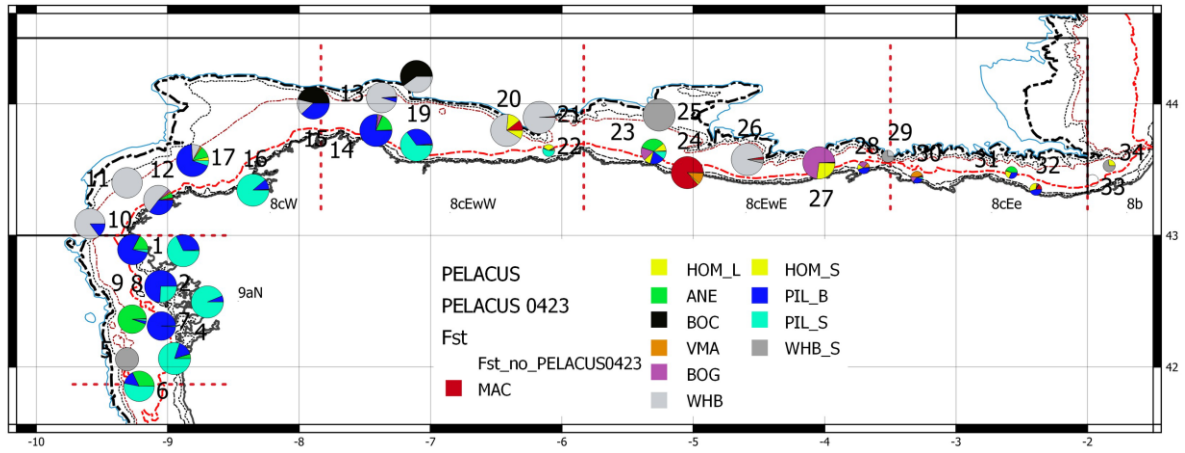 44
43
42
-10
-9
-8
-7
-6
-5
-4
-3
-2
1
2
4
5
6
7
8
9
10
11
12
13
14
15
16
17
19
20
21
22
23
24
25
26
27
28
29
30
31
32
33
34
8cW
8cEwW
8cEwE
8cEe
8b
9aN
PELACUS
PELACUS 0423
Fst
Fst_no_PELACUS0423
MAC
HOM_L
ANE
BOC
VMA
BOG
WHB
HOM_S
PIL_B
PIL_S
WHB_S